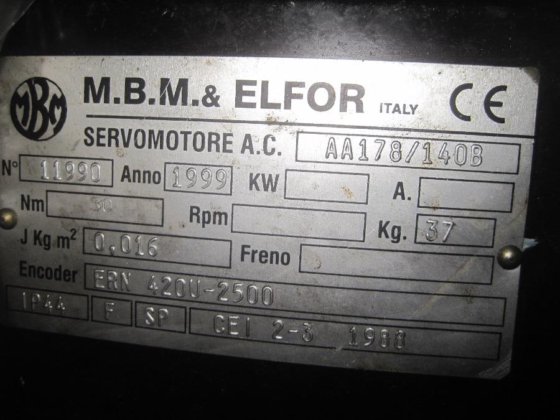 MBM M.B.M. & ELFOR ITALY CE
SERVOMOTORE A.C. AA178/140B
N° 11990 Anno 1999 KW A.
Nm 30 Rpm Kg. 37
J Kg m² 0,016 Freno
Encoder ERN 420U-2500
IP44 F SP CEI 2-3 1988